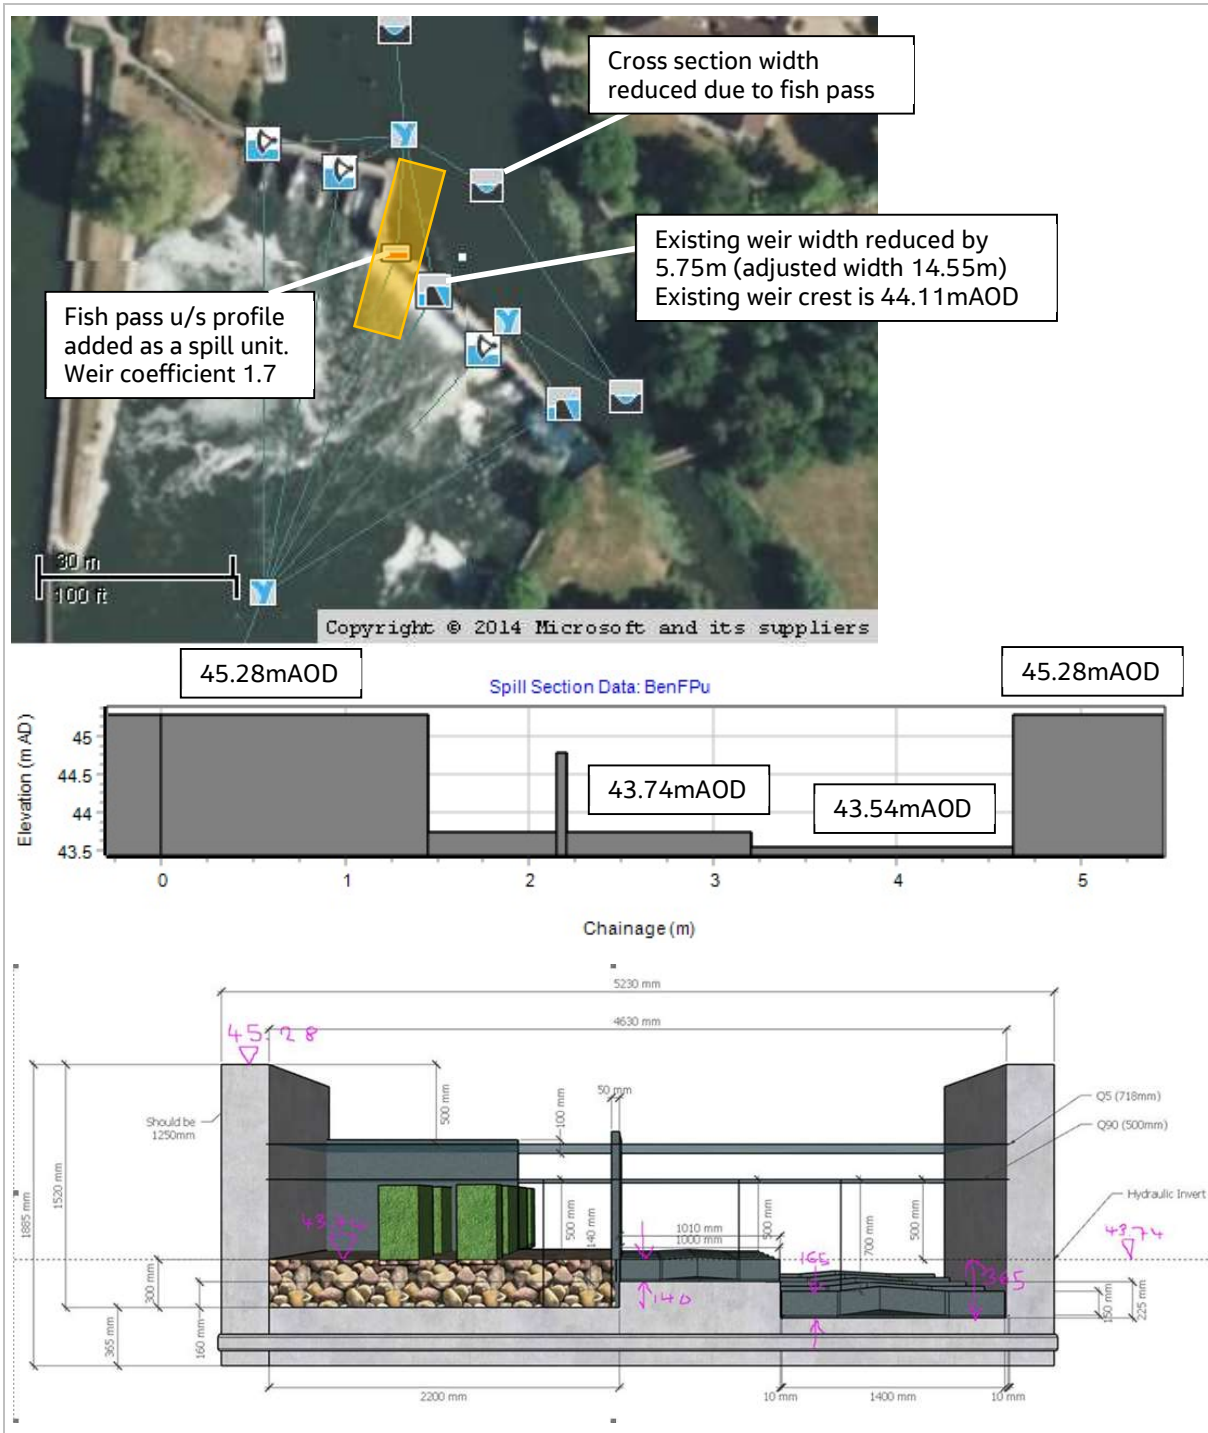 Cross section width
reduced due to fish pass
Existing weir width reduced by
5.75m (adjusted width 14.55m)
Existing weir crest is 44.11mAOD
Fish pass u/s profile
added as a spill unit.
Weir coefficient 1.7
30 m
100 ft
Copyright © 2014 Microsoft and its suppliers
45.28mAOD
45.28mAOD
Spill Section Data: BenFPu
Elevation (m AD)
45
44.5
44
43.5
43.74mAOD
43.54mAOD
0
1
2
3
4
5
Chainage (m)
5230 mm
4630 mm
45.28
50 mm
500 mm
100 mm
Should be
1250mm
Q5 (718mm)
Q90 (500mm)
1885 mm
1520 mm
Hydraulic Invert
43.74
43.74
500 mm
140 mm
1010 mm
1000 mm
500 mm
700 mm
500 mm
165
365
140
300 mm
365 mm
160 mm
150 mm
225 mm
2200 mm
10 mm
1400 mm
10 mm